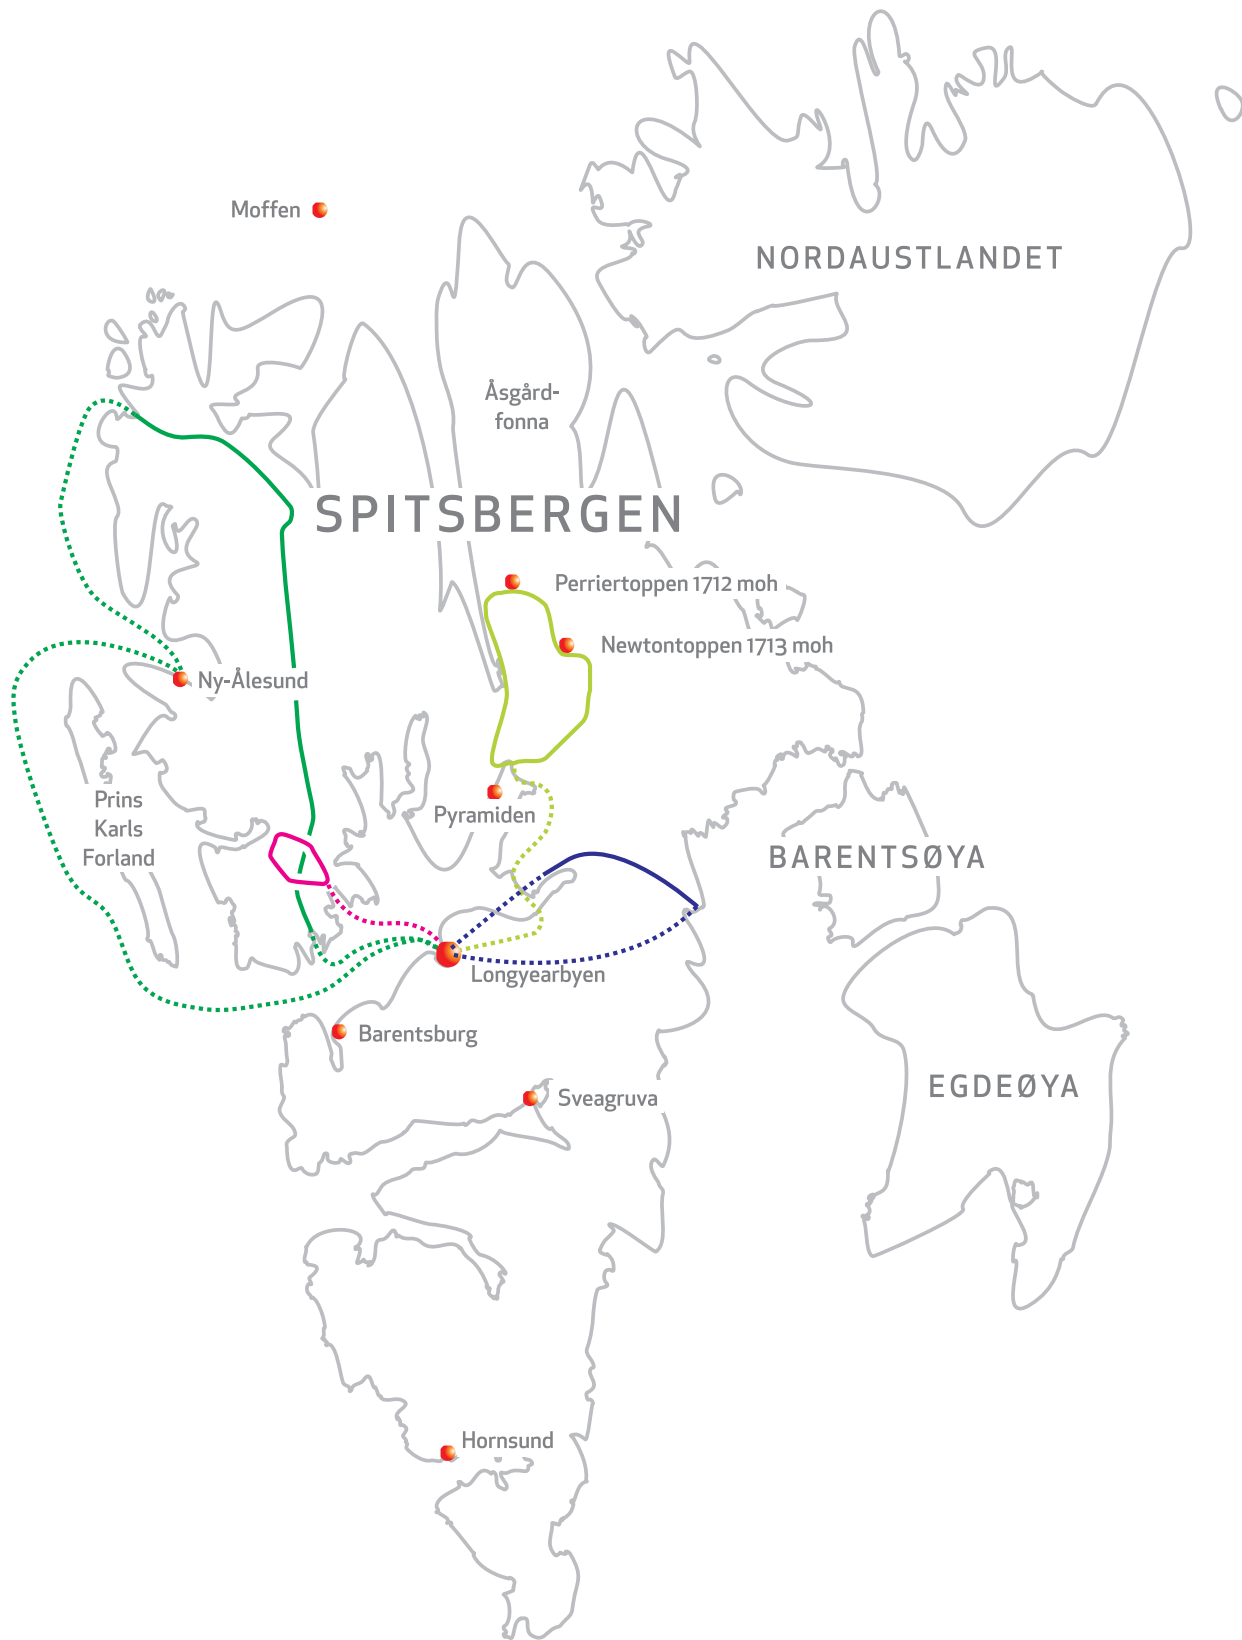 Moffen
NORDAUSTLANDET
Åsgård-
fonna
SPITSBERGEN
Perriertoppen 1712 moh
Newtontoppen 1713 moh
Ny-Ålesund
Prins
Karls
Forland
Pyramiden
BARENTSØYA
Longyearbyen
Barentsburg
EGDEØYA
Sveagruva
Hornsund